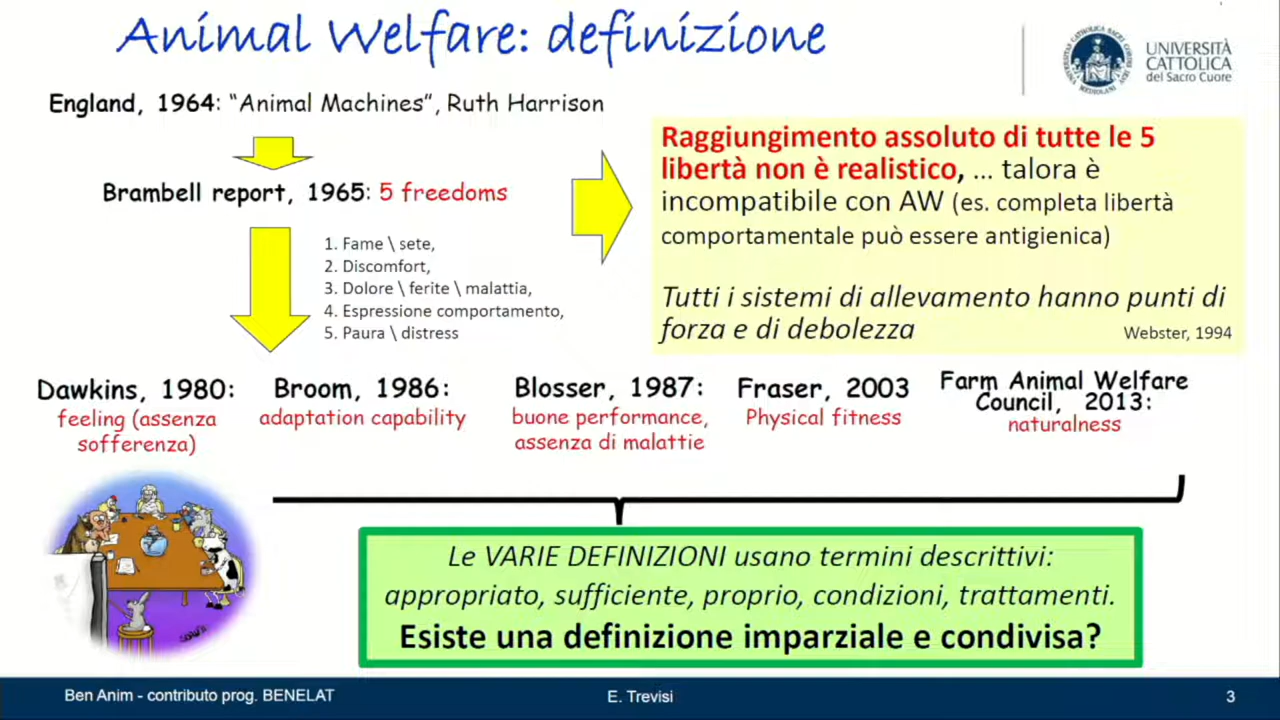 Animal Welfare: definizione
UNIVERSITÀ
CATTOLICA
del Sacro Cuore
England, 1964: “Animal Machines”, Ruth Harrison
Brambell report, 1965: 5 freedoms
1. Fame \ sete,
2. Discomfort,
3. Dolore \ ferite \ malattia,
4. Espressione comportamento,
5. Paura \ distress
Raggiungimento assoluto di tutte le 5
libertà non è realistico, ... talora è
incompatibile con AW (es. completa libertà
comportamentale può essere antigienica)
Tutti i sistemi di allevamento hanno punti di
forza e di debolezza
Webster, 1994
Dawkins, 1980:
feeling (assenza
sofferenza)
Broom, 1986:
adaptation capability
Blosser, 1987:
buone performance,
assenza di malattie
Fraser, 2003
Physical fitness
Farm Animal Welfare
Council, 2013:
naturalness
Le VARIE DEFINIZIONI usano termini descrittivi:
appropriato, sufficiente, proprio, condizioni, trattamenti.
Esiste una definizione imparziale e condivisa?
Ben Anim - contributo prog. BENELAT
E. Trevisi
3